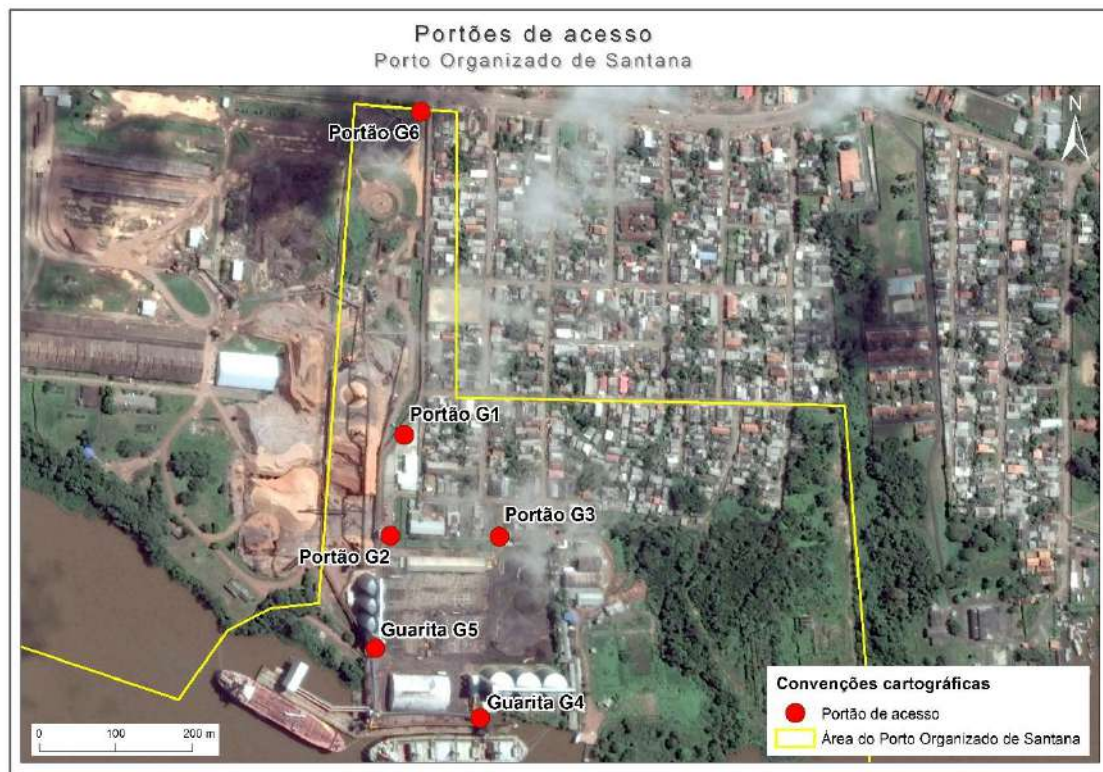 Portões de acesso
Porto Organizado de Santana
Portão G6
N
Portão G1
Portão G3
Portão G2
Guarita G5
Guarita G4
Convenções cartográficas
Portão de acesso
Área do Porto Organizado de Santana
0 100 200 m